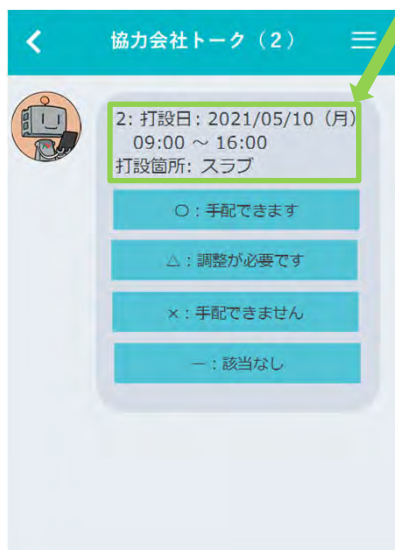 協力会社トーク（2）
2: 打設日: 2021/05/10（月）
09:00 ～ 16:00
打設箇所: スラブ
○：手配できます
△：調整が必要です
×：手配できません
－：該当なし